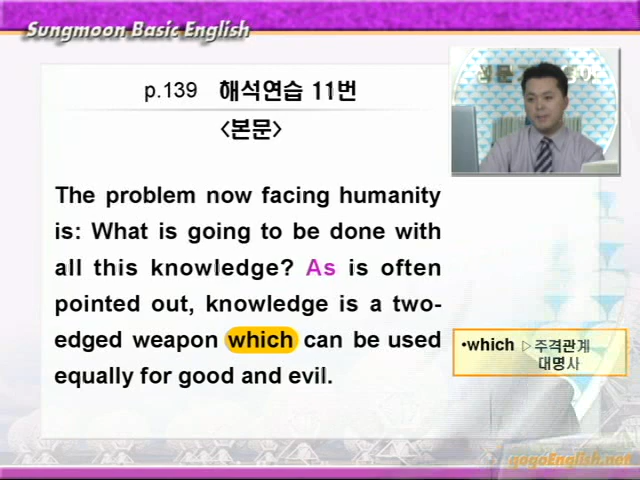 Sungmoon Basic English
p.139 해석연습 11번
<본문>
The problem now facing humanity
is: What is going to be done with
all this knowledge? As is often
pointed out, knowledge is a two-
edged weapon which can be used
equally for good and evil.
•which ▷주격관계
대명사
gogoEnglish.net